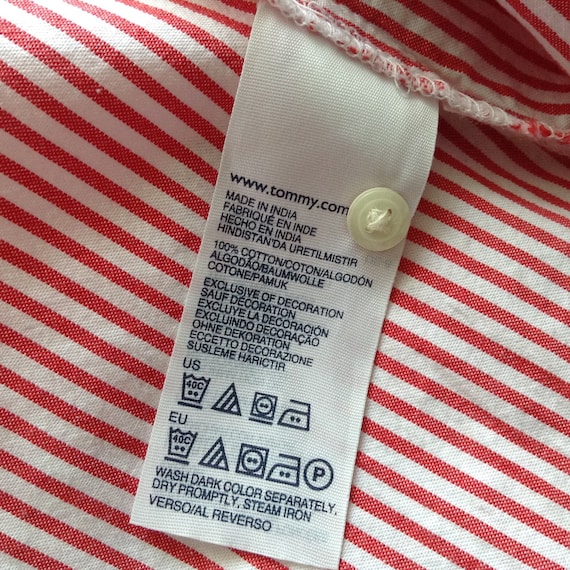 www.tommy.com
MADE IN INDIA
FABRIQUE EN INDE
HECHO EN INDIA
HINDISTAN'DA URETILMISTIR
100% COTTON/COTON/ALGODÓN
ALGODÃO/BAUMWOLLE
COTONE/PAMUK
EXCLUSIVE OF DECORATION
SAUF DECORATION
EXCLUYE LA DECORACIÓN
EXCLUINDO DECORAÇÃO
OHNE DEKORATION
ECCETTO DECORAZIONE
SUSLEME HARICTIR
US
40C
EU
40C P
WASH DARK COLOR SEPARATELY,
DRY PROMPTLY, STEAM IRON
VERSO/AL REVERSO